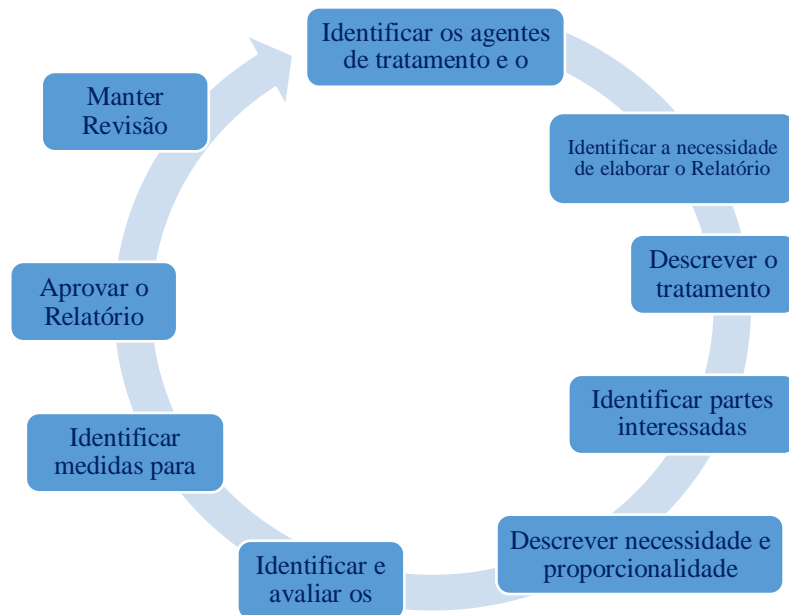 Identificar os agentes
de tratamento e o
Identificar a necessidade
de elaborar o Relatório
Descrever o
tratamento
Identificar partes
interessadas
Descrever necessidade e
proporcionalidade
Identificar e
avaliar os
Identificar
medidas para
Aprovar o
Relatório
Manter
Revisão